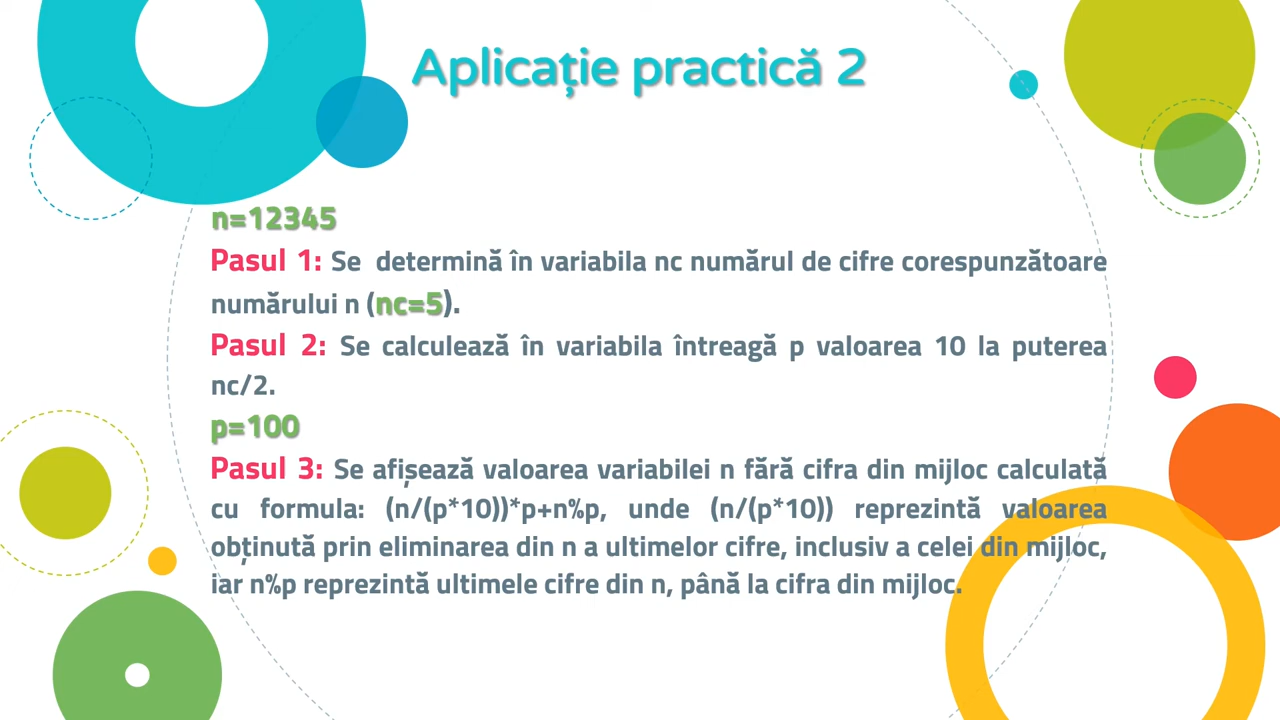 Aplicație practică 2
n=12345
Pasul 1: Se determină în variabila nc numărul de cifre corespunzătoare
numărului n (nc=5).
Pasul 2: Se calculează în variabila întreagă p valoarea 10 la puterea
nc/2.
p=100
Pasul 3: Se afișează valoarea variabilei n fără cifra din mijloc calculată
cu formula: (n/(p*10))*p+n%p, unde (n/(p*10)) reprezintă valoarea
obținută prin eliminarea din n a ultimelor cifre, inclusiv a celei din mijloc,
iar n%p reprezintă ultimele cifre din n, până la cifra din mijloc.